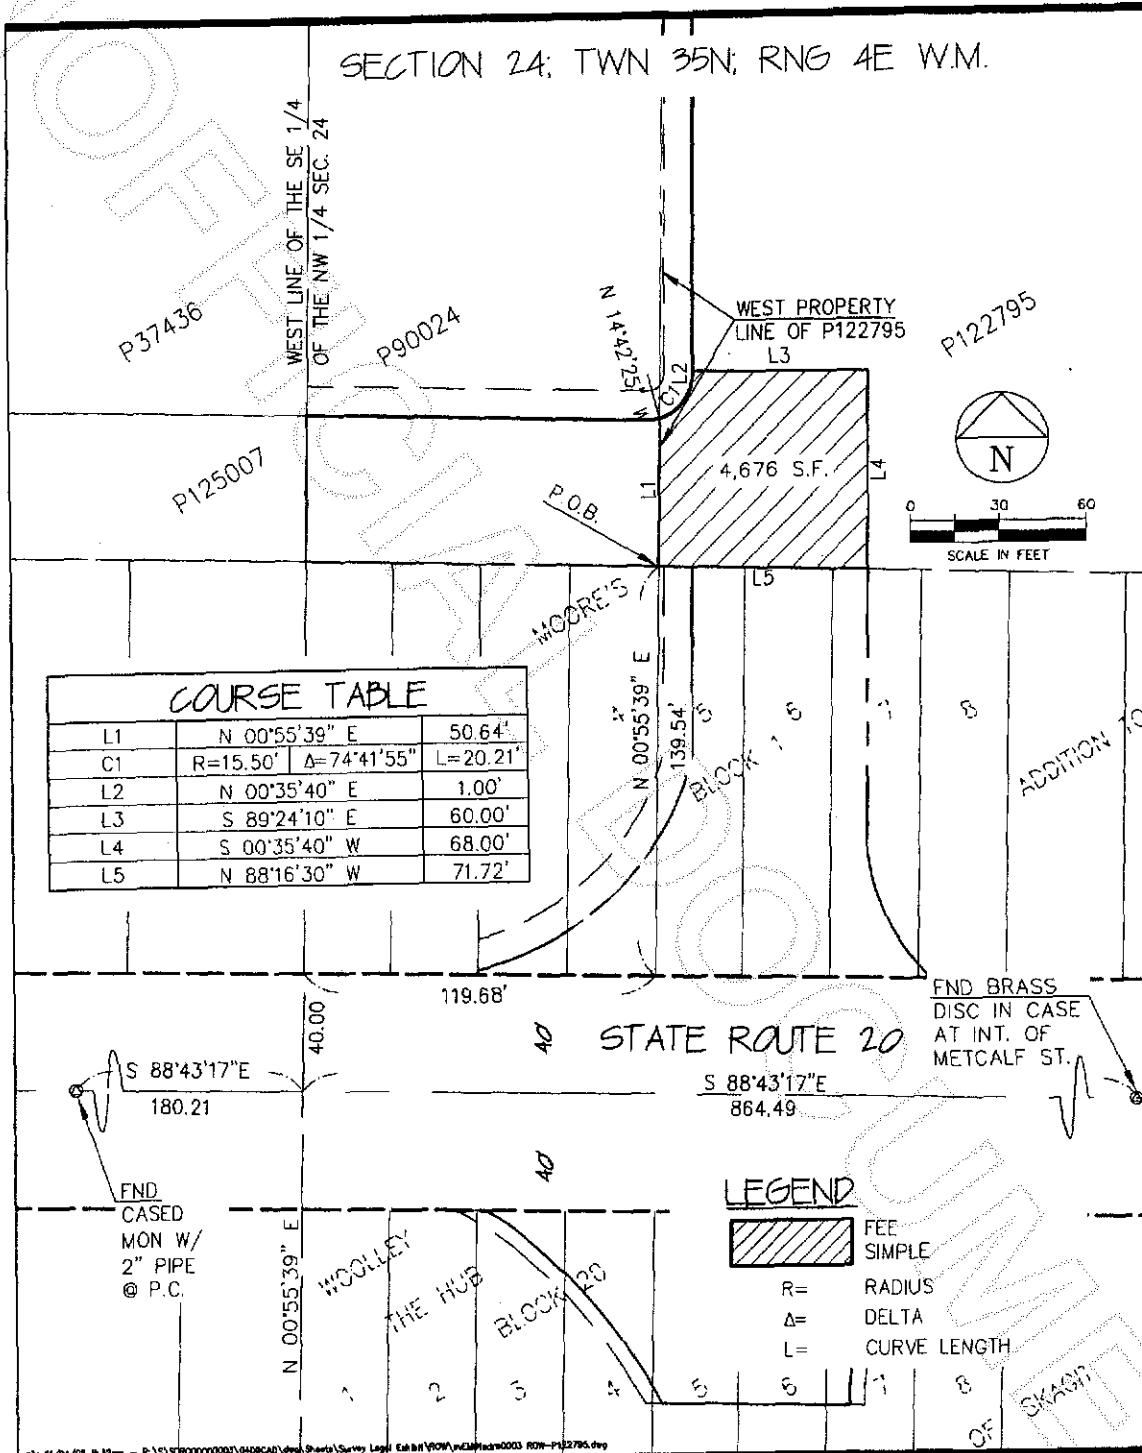 SECTION 24; TWN 35N; RNG 4E W.M.
WEST LINE OF THE SE 1/4
OF THE NW 1/4 SEC. 24
P37436
P90024
N 14°42'25" W
WEST PROPERTY
LINE OF P122795
P122795
L3
L2
C1
P125007
L1
4,676 S.F.
L4
N
P.O.B.
0 30 60
SCALE IN FEET
L5
MOORE'S
N 00°55'39" E
139.54'
5
6
7
8
10
BLOCK 1
ADDITION
COURSE TABLE
L1 N 00°55'39" E 50.64'
C1 R=15.50' Δ=74°41'55" L=20.21'
L2 N 00°35'40" E 1.00'
L3 S 89°24'10" E 60.00'
L4 S 00°35'40" W 68.00'
L5 N 88°16'30" W 71.72'
119.68'
40.00
40'
STATE ROUTE 20
FND BRASS
DISC IN CASE
AT INT. OF
METCALF ST.
S 88°43'17"E
180.21
S 88°43'17"E
864.49
40'
FND
CASED
MON W/
2" PIPE
@ P.C.
N 00°55'39" E
WOOLLEY
THE HUB
BLOCK 20
LEGEND
FEE
SIMPLE
R= RADIUS
Δ= DELTA
L= CURVE LENGTH
1 2 3 4 5 6 7 8
OF SKAGIT